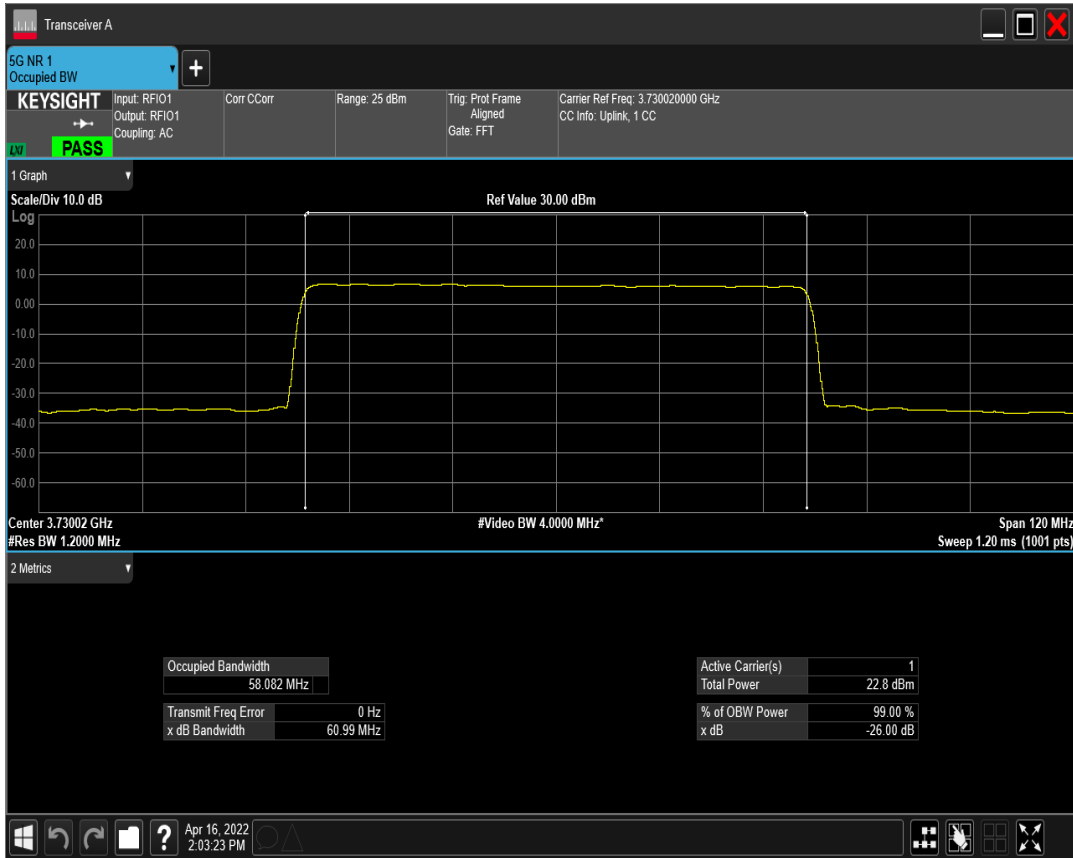 Transceiver A
5G NR 1
Occupied BW
+
KEYSIGHT
LXI
PASS
Input: RFIO1
Output: RFIO1
Coupling: AC
Corr CCorr
Range: 25 dBm
Trig: Prot Frame
Aligned
Gate: FFT
Carrier Ref Freq: 3.730020000 GHz
CC Info: Uplink, 1 CC
1 Graph
Scale/Div 10.0 dB
Ref Value 30.00 dBm
Log
20.0
10.0
0.00
-10.0
-20.0
-30.0
-40.0
-50.0
-60.0
Center 3.73002 GHz
#Video BW 4.0000 MHz*
Span 120 MHz
#Res BW 1.2000 MHz
Sweep 1.20 ms (1001 pts)
2 Metrics
Occupied Bandwidth
58.082 MHz
Transmit Freq Error 0 Hz
x dB Bandwidth 60.99 MHz
Active Carrier(s) 1
Total Power 22.8 dBm
% of OBW Power 99.00 %
x dB -26.00 dB
?
Apr 16, 2022
2:03:23 PM